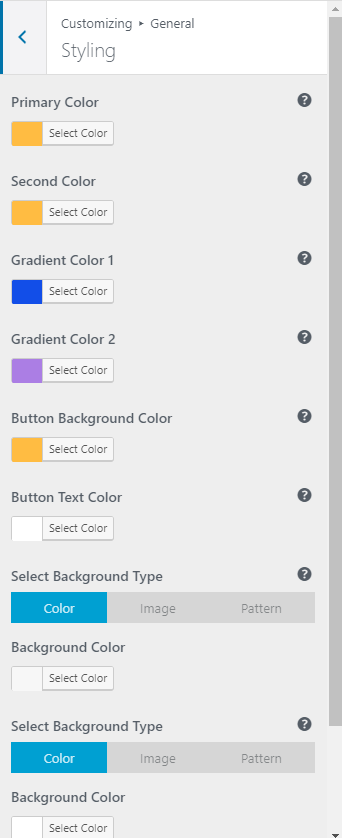 Customizing ▸ General
Styling
Primary Color
Select Color
Second Color
Select Color
Gradient Color 1
Select Color
Gradient Color 2
Select Color
Button Background Color
Select Color
Button Text Color
Select Color
Select Background Type
Color Image Pattern
Background Color
Select Color
Select Background Type
Color Image Pattern
Background Color
Select Color